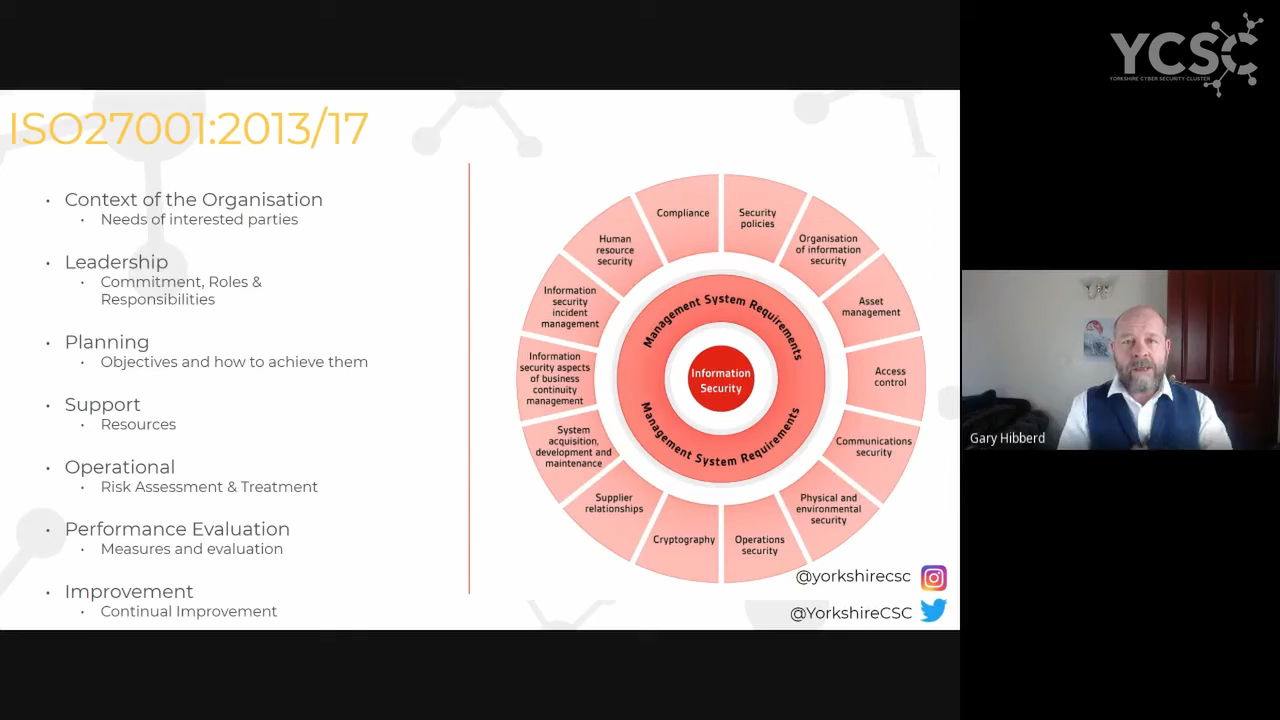 YCSC
YORKSHIRE CYBER SECURITY CLUSTER
ISO27001:2013/17
• Context of the Organisation
• Needs of interested parties
• Leadership
• Commitment, Roles &
Responsibilities
• Planning
• Objectives and how to achieve them
• Support
• Resources
• Operational
• Risk Assessment & Treatment
• Performance Evaluation
• Measures and evaluation
• Improvement
• Continual Improvement
Compliance
Security
policies
Organisation
of information
security
Asset
management
Access
control
Communications
security
Physical and
environmental
security
Operations
security
Cryptography
Supplier
relationships
System
acquisition,
development and
maintenance
Information
security aspects
of business
continuity
management
Information
security
incident
management
Human
resource
security
Management System Requirements
Information
Security
Management System Requirements
@yorkshirecsc
@YorkshireCSC
Gary Hibberd